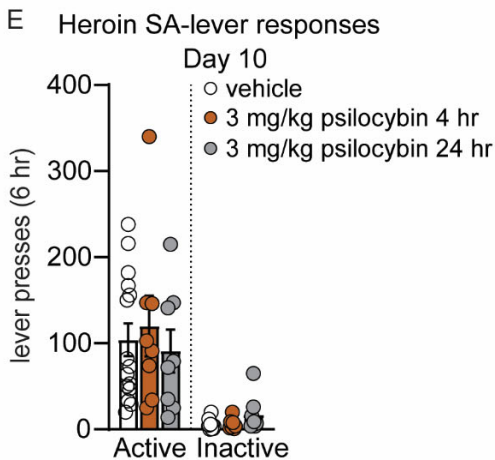 E
Heroin SA-lever responses
Day 10
vehicle
3 mg/kg psilocybin 4 hr
3 mg/kg psilocybin 24 hr
lever presses (6 hr)
400
300
200
100
0
Active
Inactive